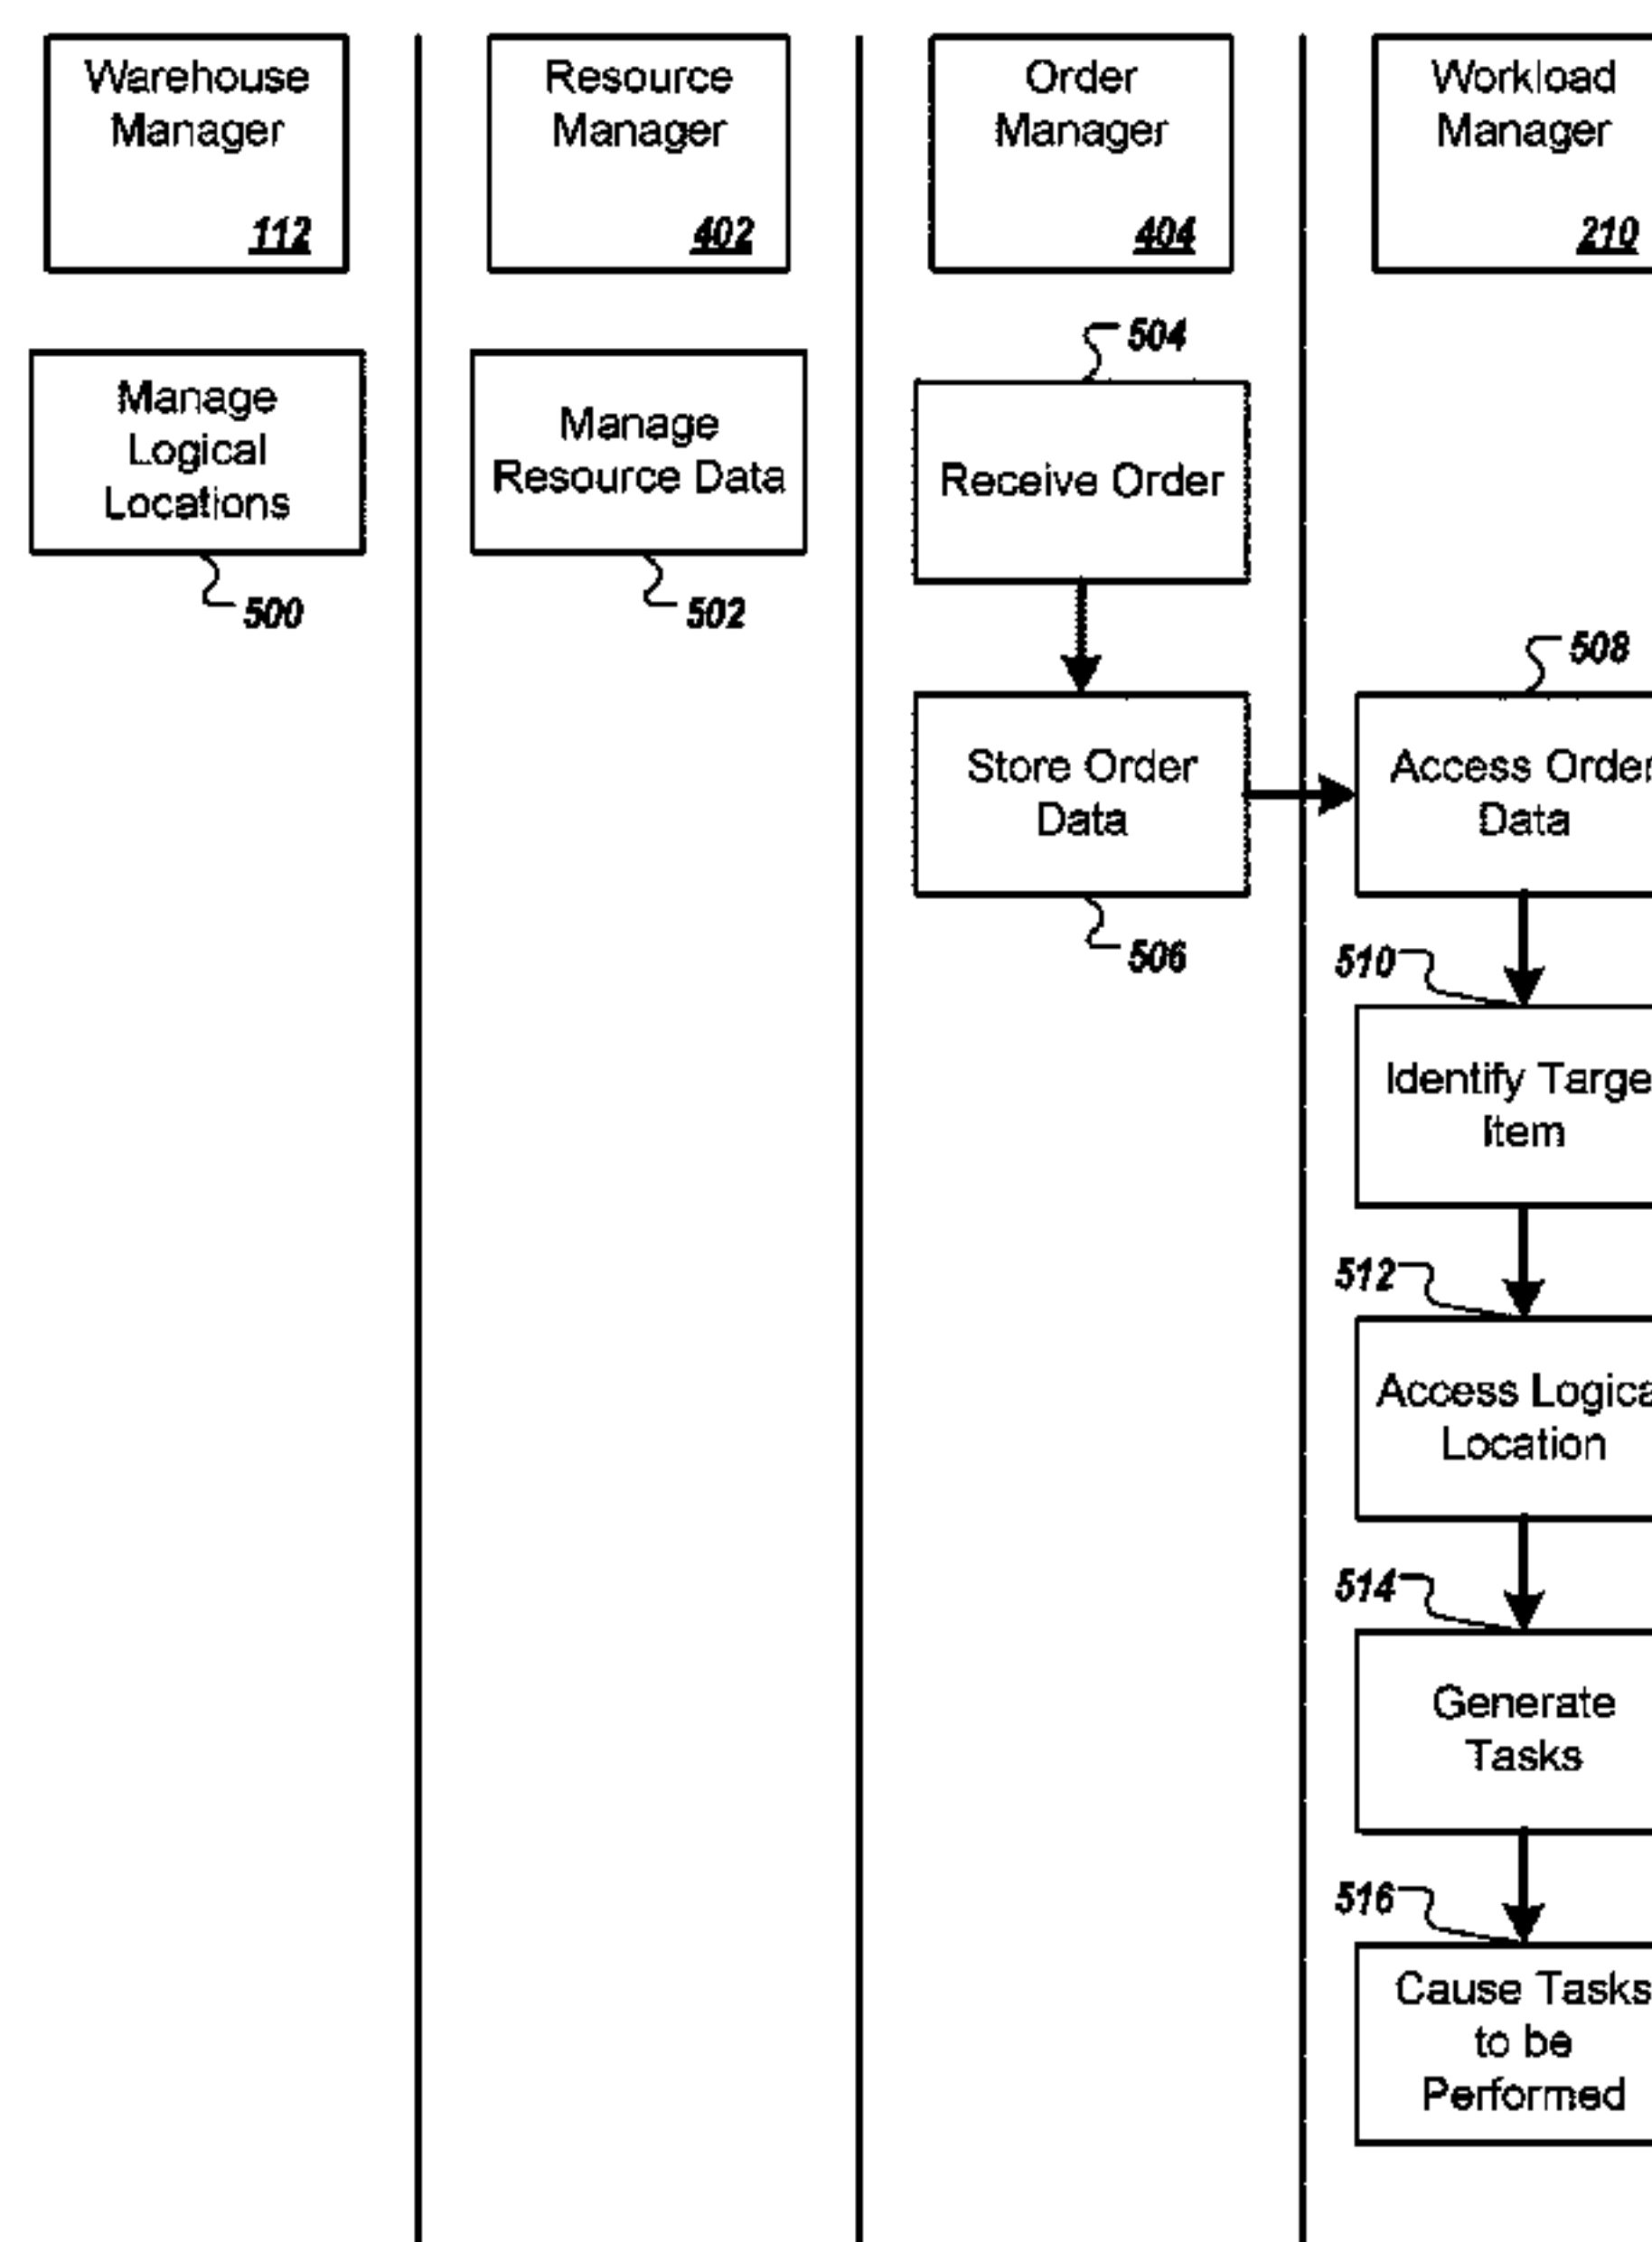 Warehouse
Manager
112
Resource
Manager
402
Order
Manager
404
Workload
Manager
210
Manage
Logical
Locations
500
Manage
Resource Data
502
504
Receive Order
Store Order
Data
506
508
Access Order
Data
510
Identify Targe
Item
512
Access Logica
Location
514
Generate
Tasks
516
Cause Tasks
to be
Performed